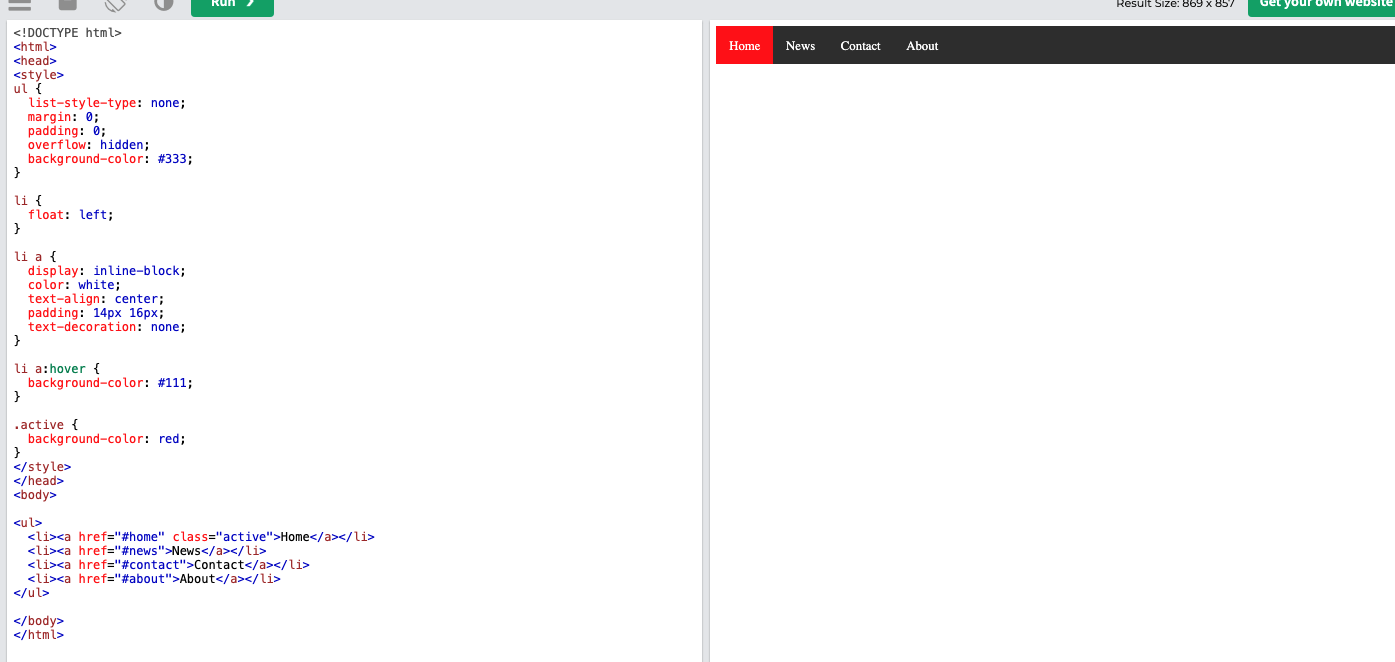 Run ❯
Result Size: 869 x 857
Get your own website
<!DOCTYPE html>
<html>
<head>
<style>
ul {
  list-style-type: none;
  margin: 0;
  padding: 0;
  overflow: hidden;
  background-color: #333;
}

li {
  float: left;
}

li a {
  display: inline-block;
  color: white;
  text-align: center;
  padding: 14px 16px;
  text-decoration: none;
}

li a:hover {
  background-color: #111;
}

.active {
  background-color: red;
}
</style>
</head>
<body>

<ul>
  <li><a href="#home" class="active">Home</a></li>
  <li><a href="#news">News</a></li>
  <li><a href="#contact">Contact</a></li>
  <li><a href="#about">About</a></li>
</ul>

</body>
</html>
Home News Contact About